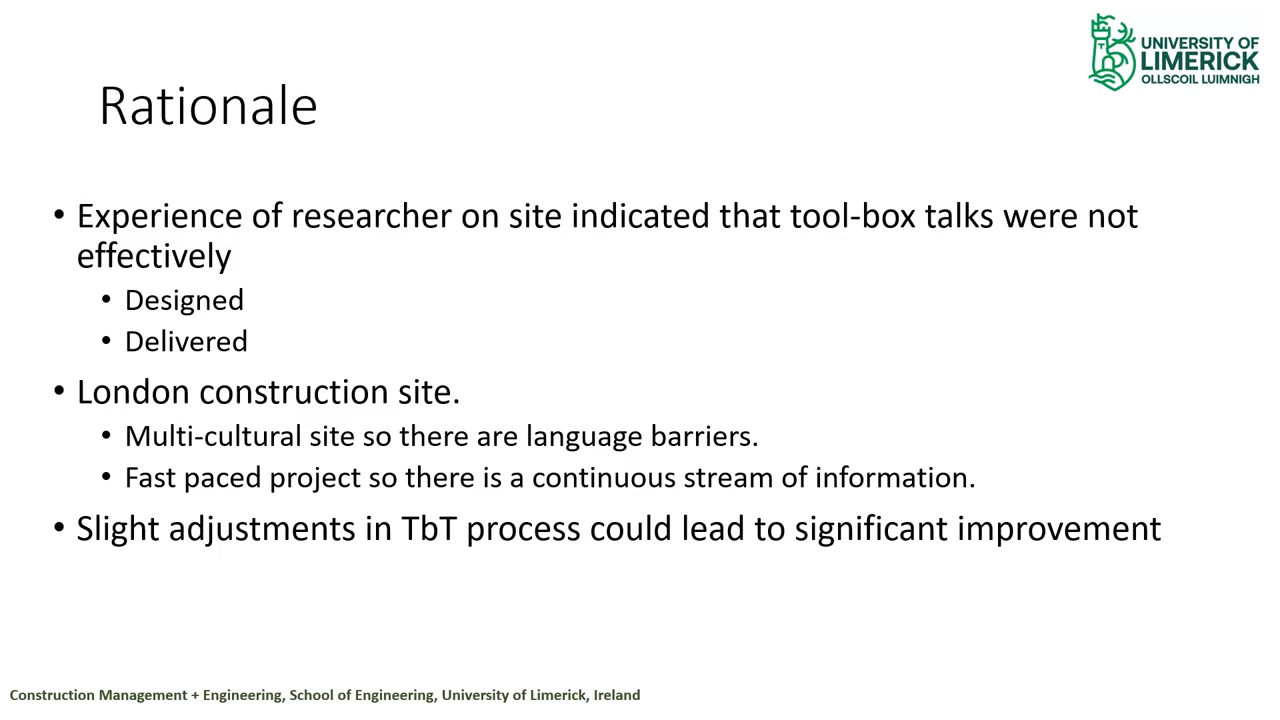 UNIVERSITY OF
LIMERICK
OLLSCOIL LUIMNIGH
Rationale
• Experience of researcher on site indicated that tool-box talks were not
effectively
• Designed
• Delivered
• London construction site.
• Multi-cultural site so there are language barriers.
• Fast paced project so there is a continuous stream of information.
• Slight adjustments in TbT process could lead to significant improvement
Construction Management + Engineering, School of Engineering, University of Limerick, Ireland